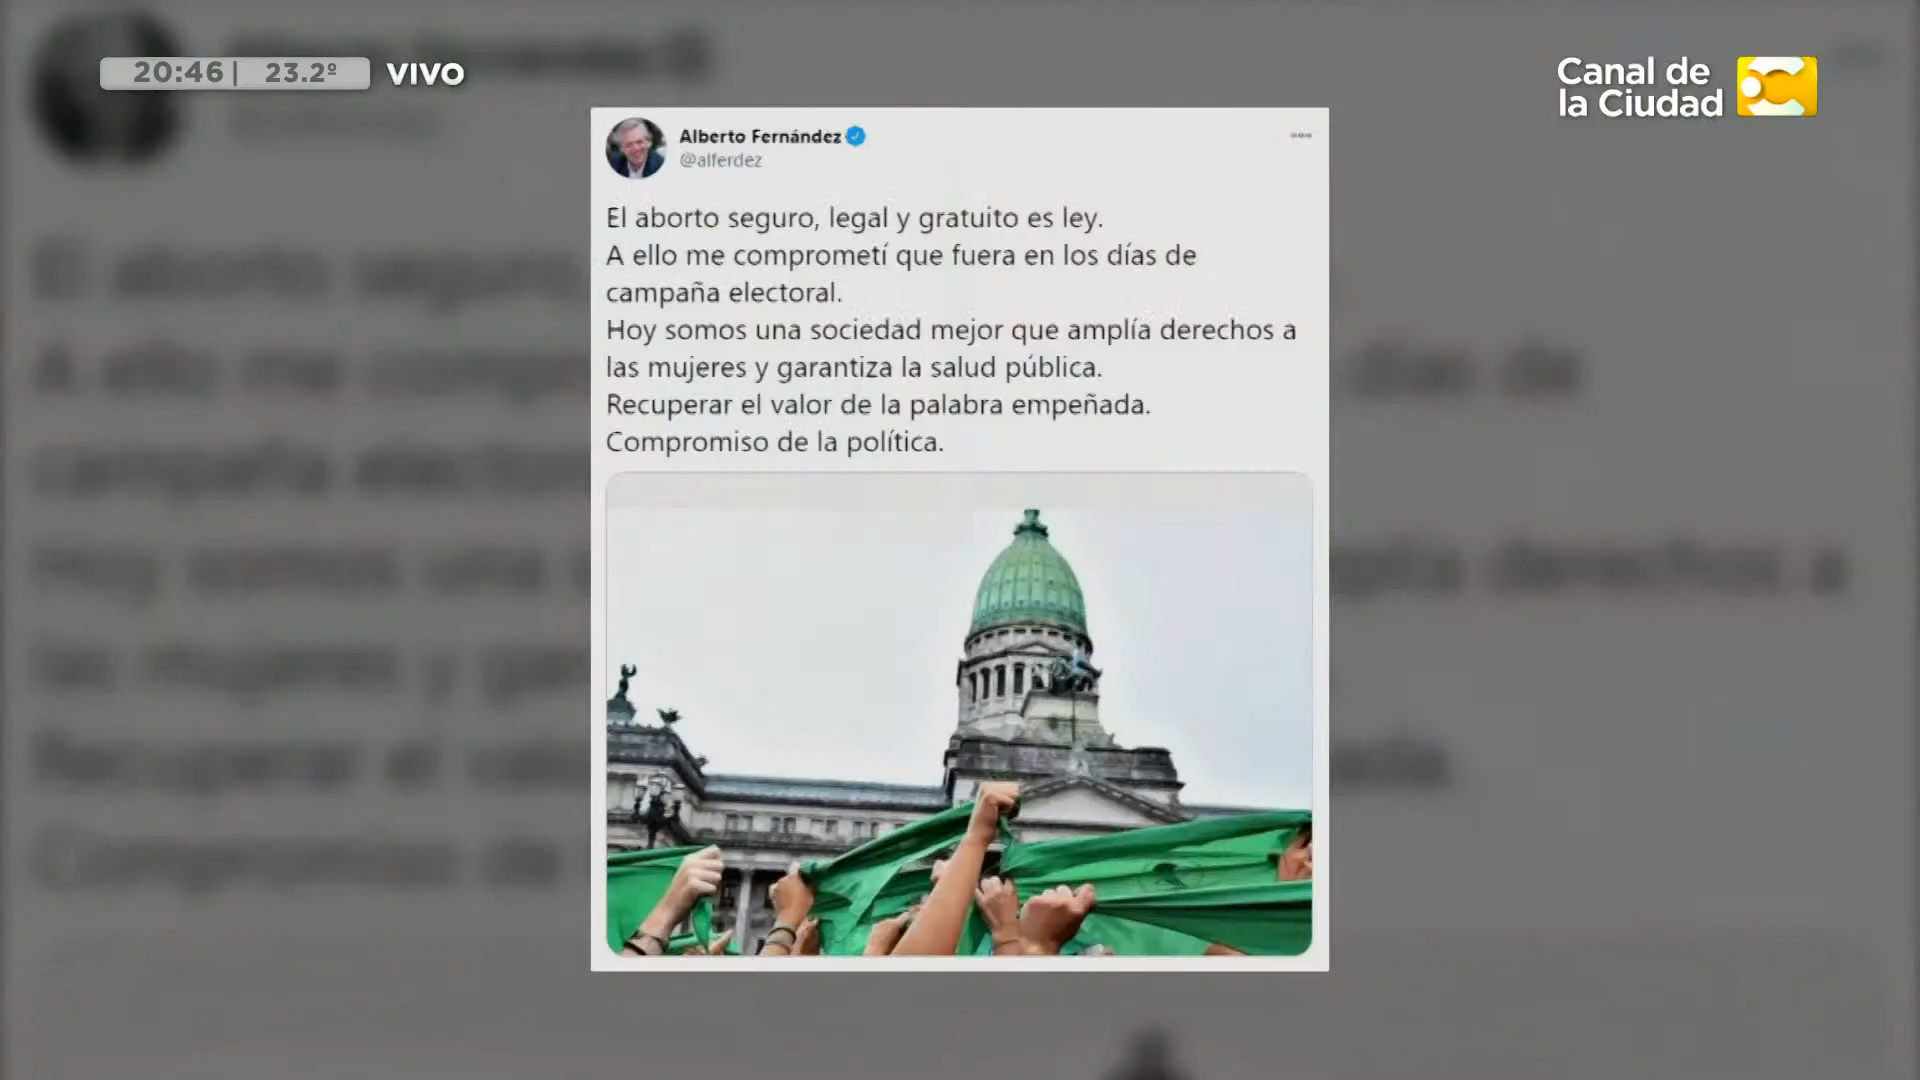 20:46 | 23.2º VIVO
Canal de
la Ciudad
Alberto Fernández
@alferdez
El aborto seguro, legal y gratuito es ley.
A ello me comprometí que fuera en los días de
campaña electoral.
Hoy somos una sociedad mejor que amplía derechos a
las mujeres y garantiza la salud pública.
Recuperar el valor de la palabra empeñada.
Compromiso de la política.